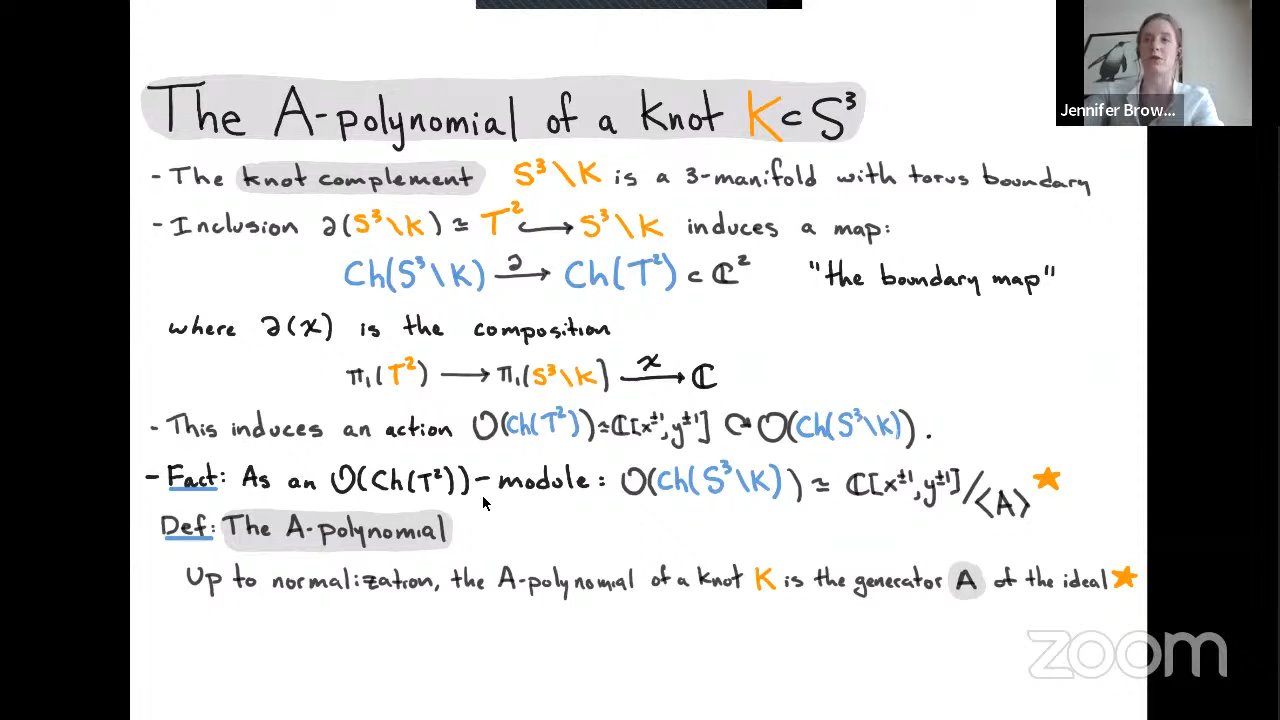 The A-polynomial of a knot K ⊂ S³
Jennifer Brow...
- The knot complement S³ \ K is a 3-manifold with torus boundary
- Inclusion ∂(S³\K) ≃ T² ↪ S³\K induces a map:
Ch(S³\K) —∂→ Ch(T²) ⊂ ℂ² "the boundary map"
where ∂(χ) is the composition
π₁(T²) ⟶ π₁(S³\K) —χ→ ℂ
- This induces an action O(Ch(T²)) ≃ ℂ[x^{±1}, y^{±1}] ↻ O(Ch(S³\K)).
- Fact: As an O(Ch(T²)) - module: O(Ch(S³\K)) ≃ ℂ[x^{±1}, y^{±1}]/⟨A⟩ ★
Def: The A-polynomial
Up to normalization, the A-polynomial of a knot K is the generator A of the ideal ★
zoom